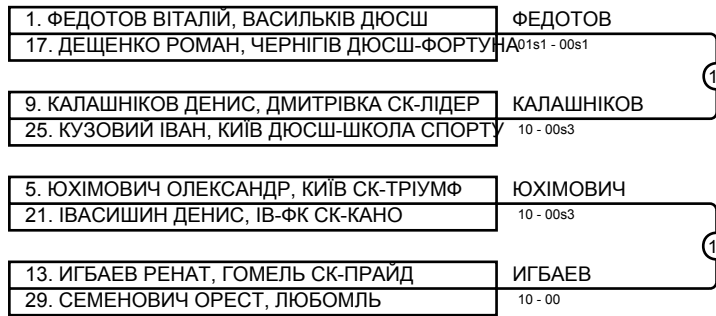 1. ФЕДОТОВ ВІТАЛІЙ, ВАСИЛЬКІВ ДЮСШ ФЕДОТОВ
17. ДЕЩЕНКО РОМАН, ЧЕРНІГІВ ДЮСШ-ФОРТУНА 01s1 - 00s1
1
9. КАЛАШНІКОВ ДЕНИС, ДМИТРІВКА СК-ЛІДЕР КАЛАШНІКОВ
25. КУЗОВИЙ ІВАН, КИЇВ ДЮСШ-ШКОЛА СПОРТУ 10 - 00s3
5. ЮХІМОВИЧ ОЛЕКСАНДР, КИЇВ СК-ТРІУМФ ЮХІМОВИЧ
21. ІВАСИШИН ДЕНИС, ІВ-ФК СК-КАНО 10 - 00s3
1
13. ИГБАЕВ РЕНАТ, ГОМЕЛЬ СК-ПРАЙД ИГБАЕВ
29. СЕМЕНОВИЧ ОРЕСТ, ЛЮБОМЛЬ 10 - 00